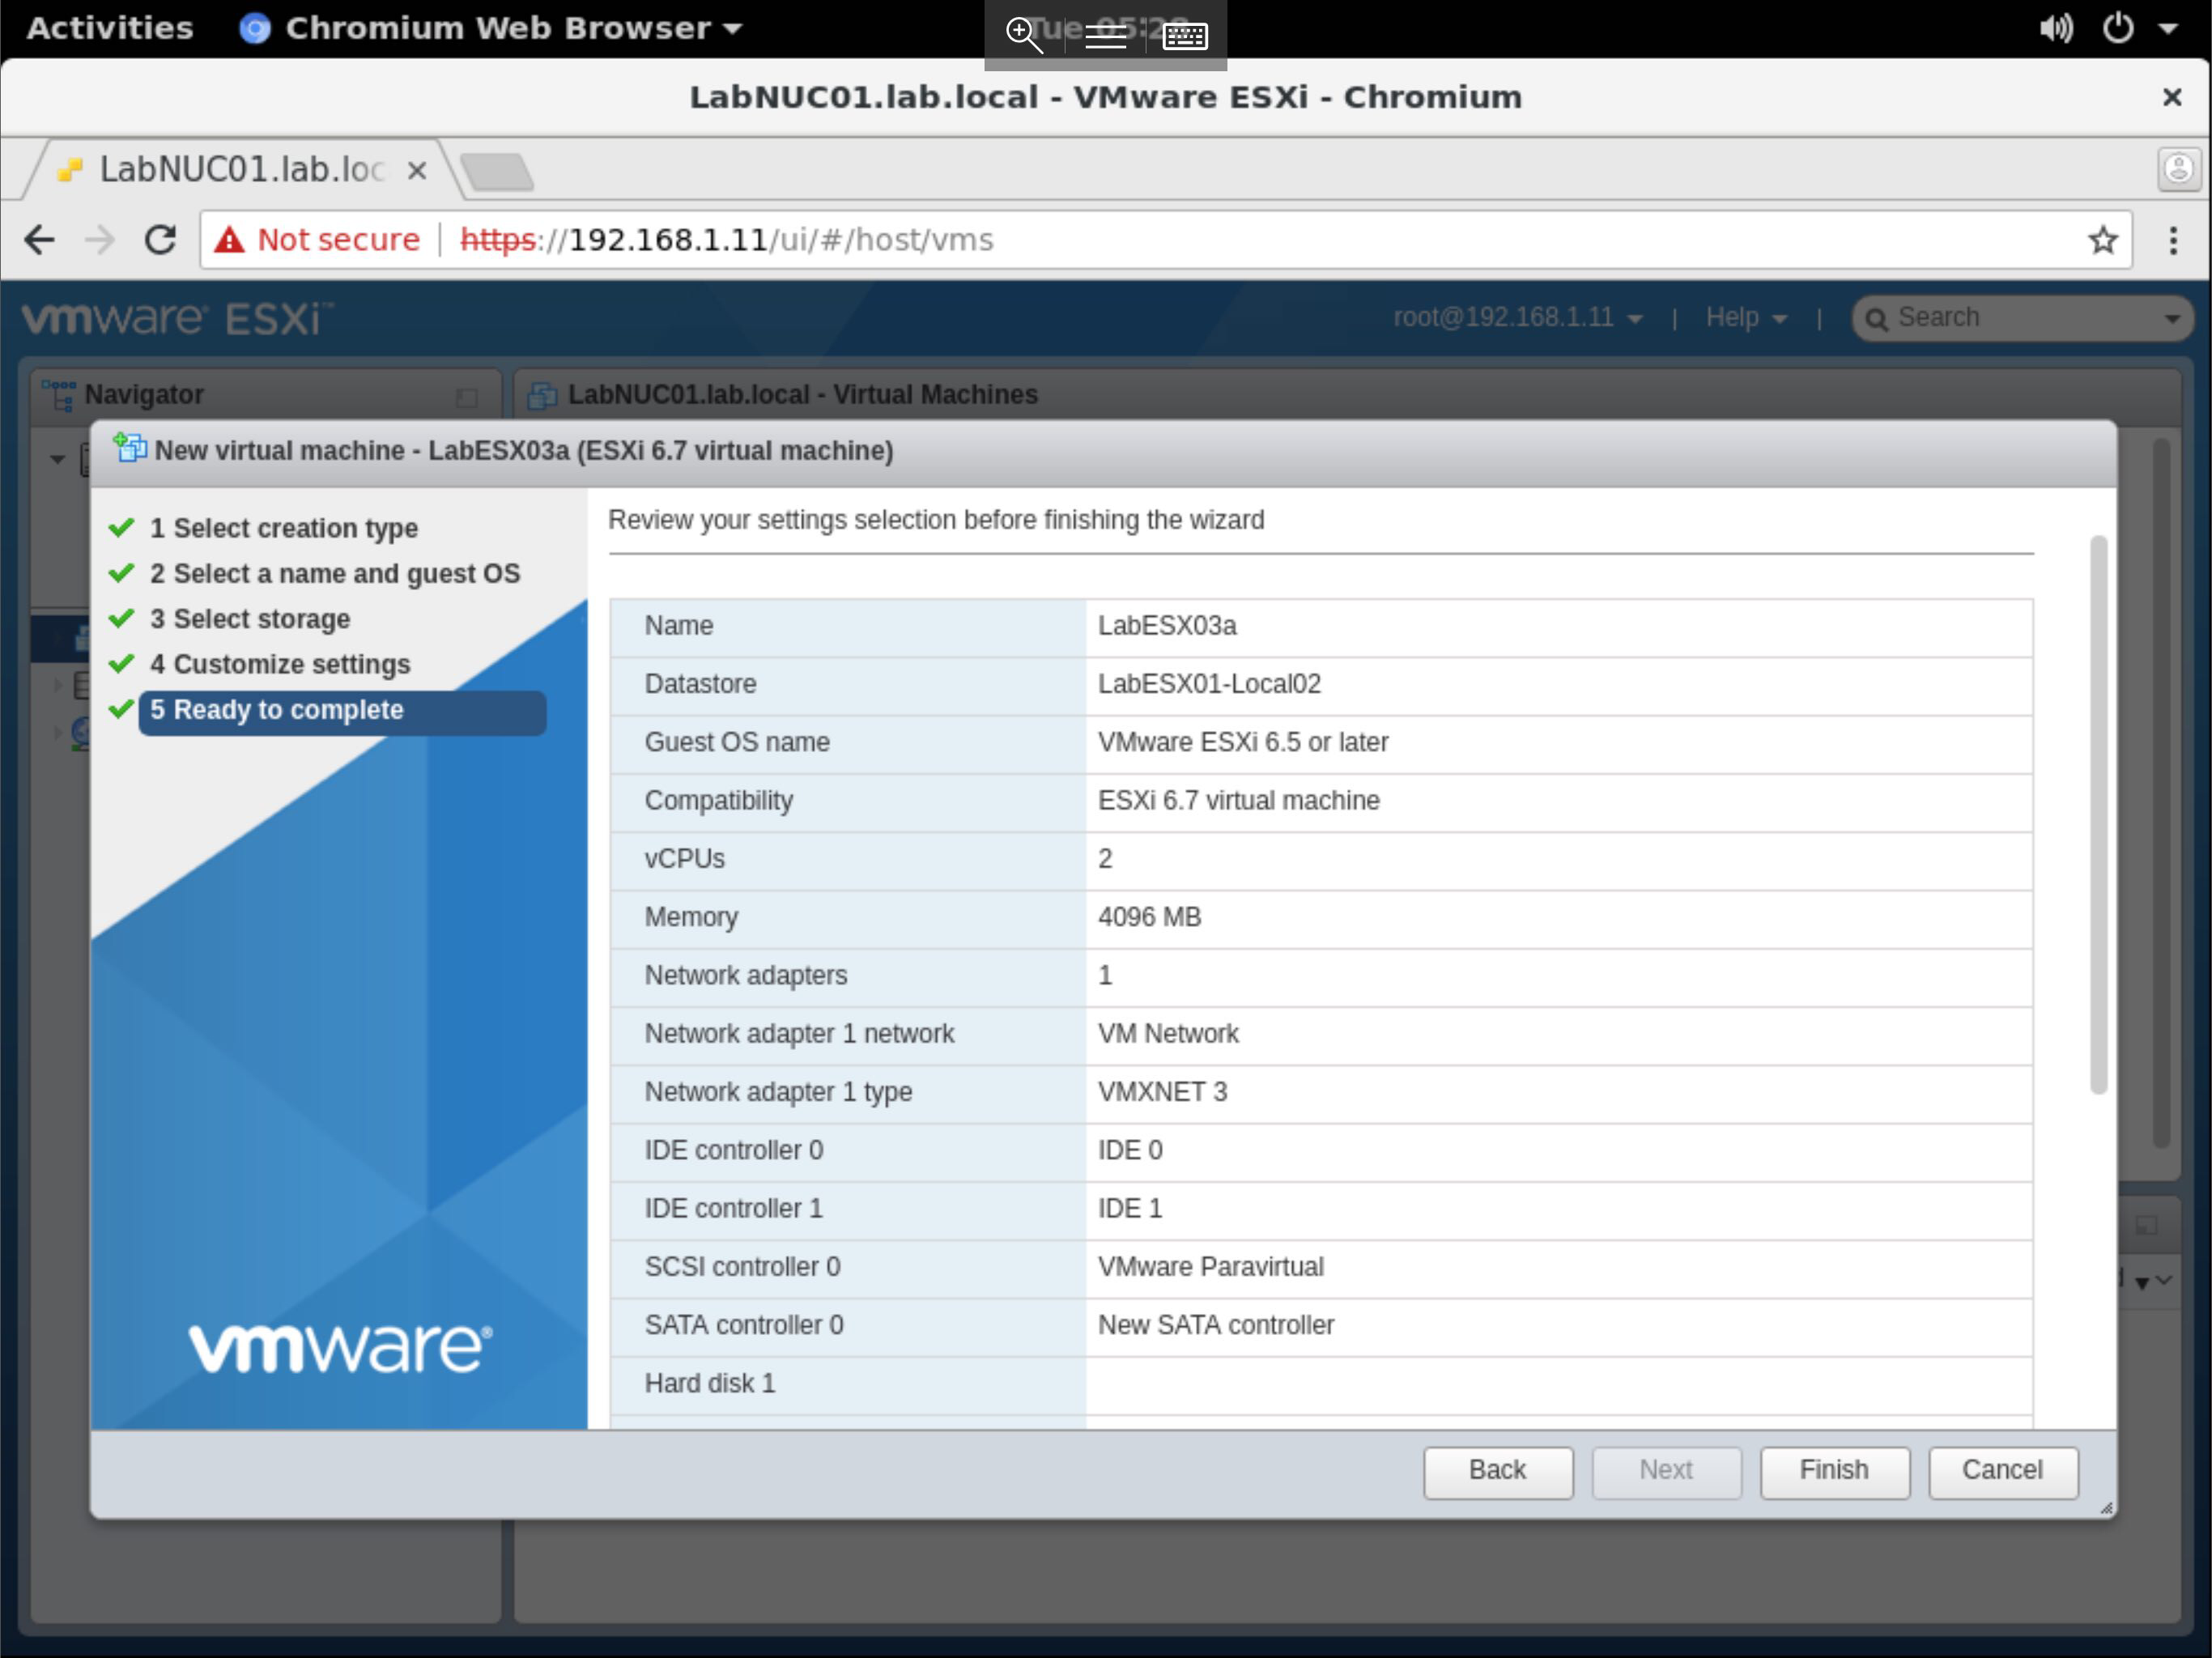 Activities Chromium Web Browser Tue 05:28
LabNUC01.lab.local - VMware ESXi - Chromium
LabNUC01.lab.loc
Not secure https://192.168.1.11/ui/#/host/vms
vmware® ESXi™ root@192.168.1.11 | Help | Search
Navigator LabNUC01.lab.local - Virtual Machines
New virtual machine - LabESX03a (ESXi 6.7 virtual machine)
1 Select creation type
2 Select a name and guest OS
3 Select storage
4 Customize settings
5 Ready to complete
vmware®
Review your settings selection before finishing the wizard
Name LabESX03a
Datastore LabESX01-Local02
Guest OS name VMware ESXi 6.5 or later
Compatibility ESXi 6.7 virtual machine
vCPUs 2
Memory 4096 MB
Network adapters 1
Network adapter 1 network VM Network
Network adapter 1 type VMXNET 3
IDE controller 0 IDE 0
IDE controller 1 IDE 1
SCSI controller 0 VMware Paravirtual
SATA controller 0 New SATA controller
Hard disk 1
Back Next Finish Cancel